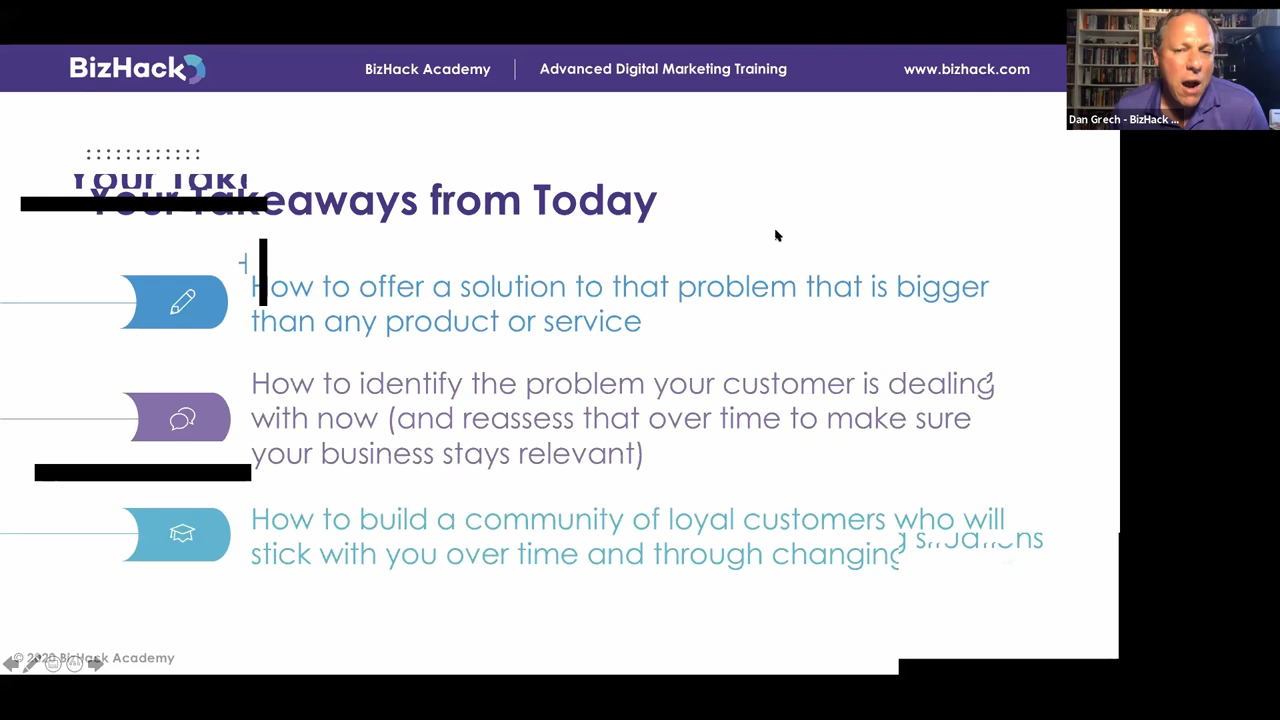 BizHack
BizHack Academy
Advanced Digital Marketing Training
www.bizhack.com
Dan Grech - BizHack ...
Your Takeaways from Today
How to offer a solution to that problem that is bigger
than any product or service
How to identify the problem your customer is dealing
with now (and reassess that over time to make sure
your business stays relevant)
How to build a community of loyal customers who will
stick with you over time and through changing situations
© 2020 BizHack Academy